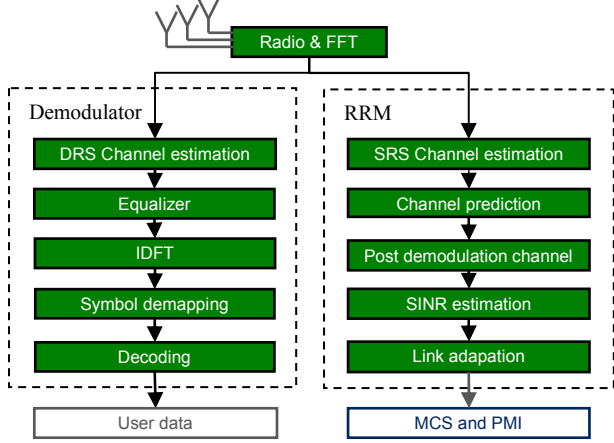 Radio & FFT
Demodulator
DRS Channel estimation
Equalizer
IDFT
Symbol demapping
Decoding
User data
RRM
SRS Channel estimation
Channel prediction
Post demodulation channel
SINR estimation
Link adapation
MCS and PMI